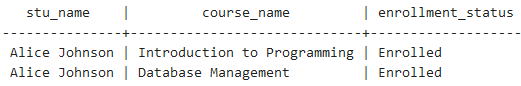 stu_name | course_name | enrollment_status
---------------+-----------------------------+-------------------
Alice Johnson | Introduction to Programming | Enrolled
Alice Johnson | Database Management | Enrolled